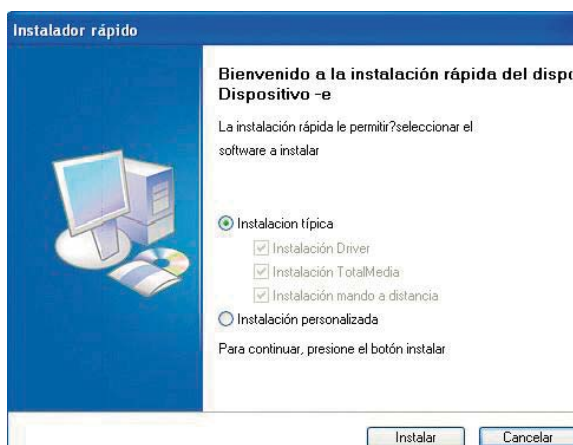 Instalador rápido
Bienvenido a la instalación rápida del dispo
Dispositivo -e
La instalación rápida le permitir?seleccionar el
software a instalar
Instalacion típica
Instalación Driver
Instalación TotalMedia
Instalación mando a distancia
Instalación personalizada
Para continuar, presione el botón instalar
Instalar
Cancelar